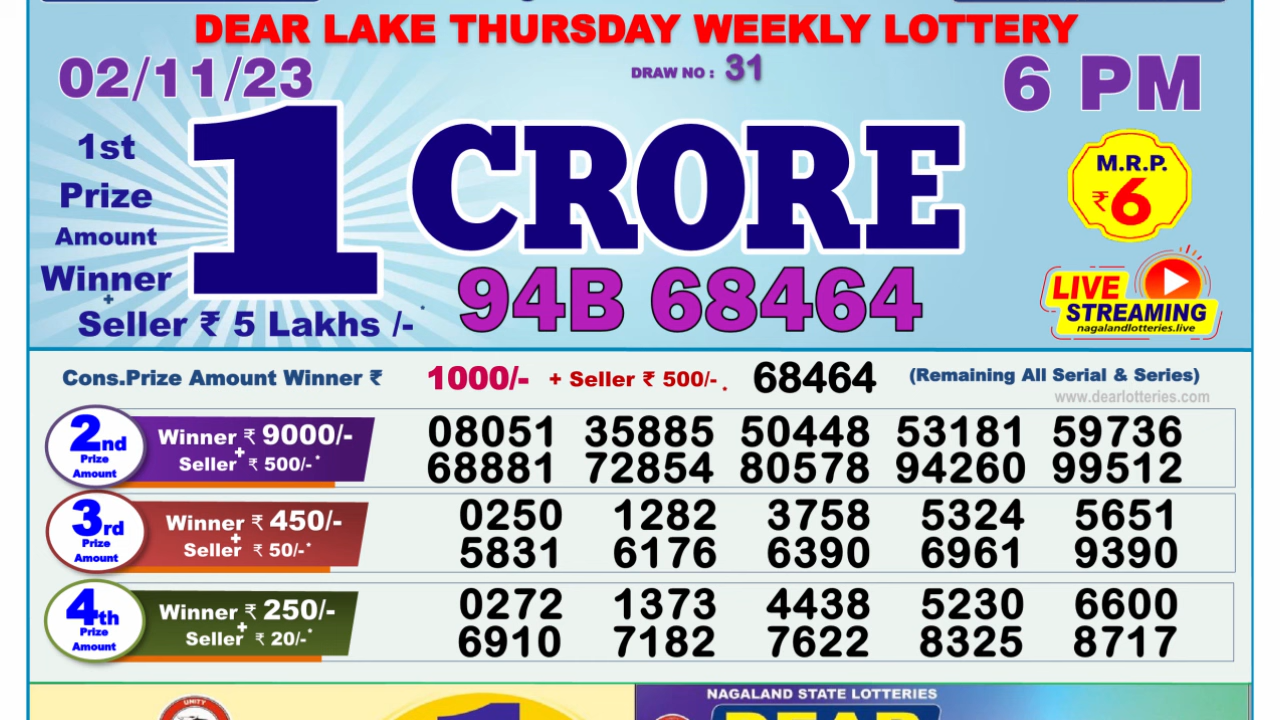 DEAR LAKE THURSDAY WEEKLY LOTTERY
02/11/23
DRAW NO : 31
6 PM
1st
Prize
Amount
Winner
+
Seller ₹ 5 Lakhs /- *
1 CRORE
94B 68464
M.R.P.
₹6
LIVE
STREAMING
nagalandlotteries.live
Cons.Prize Amount Winner ₹ 1000/- + Seller ₹ 500/- . 68464 (Remaining All Serial & Series)
www.dearlotteries.com
2nd
Prize
Amount
Winner ₹ 9000/-
+
Seller ₹ 500/-*
08051 35885 50448 53181 59736
68881 72854 80578 94260 99512
3rd
Prize
Amount
Winner ₹ 450/-
+
Seller ₹ 50/-*
0250 1282 3758 5324 5651
5831 6176 6390 6961 9390
4th
Prize
Amount
Winner ₹ 250/-
+
Seller ₹ 20/-*
0272 1373 4438 5230 6600
6910 7182 7622 8325 8717
UNITY
1
NAGALAND STATE LOTTERIES
DEAR